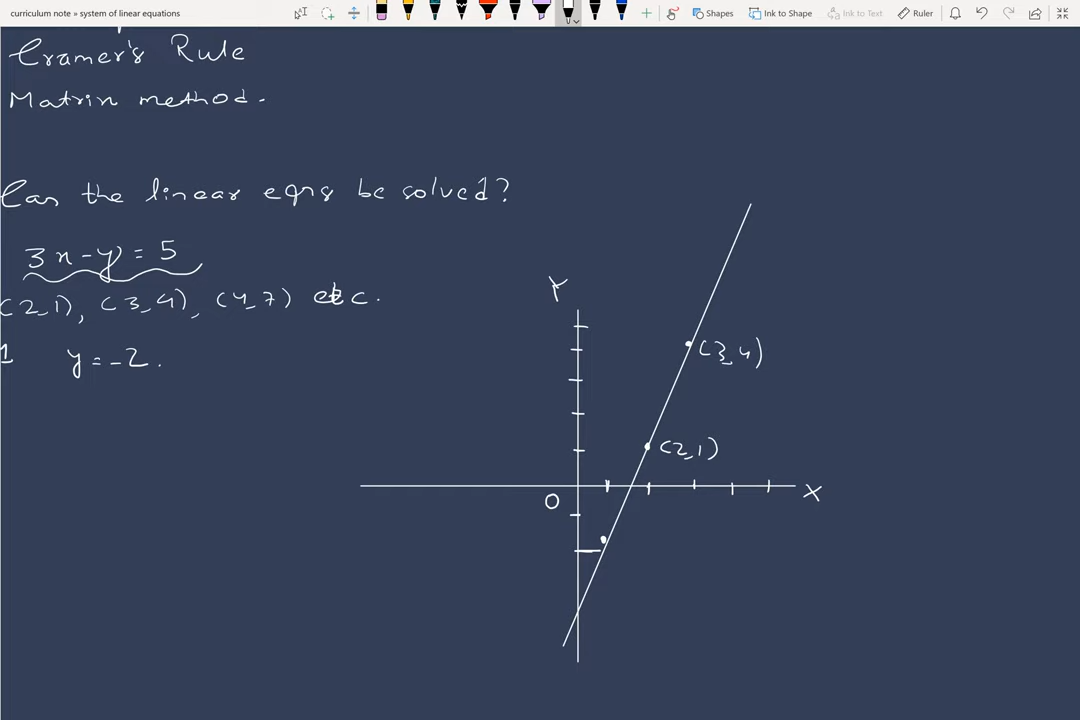 curriculum note » system of linear equations
Shapes Ink to Shape Ink to Text Ruler
Cramer's Rule
Matrix method.
Can the linear eqns be solved?
3x-y=5
(2,1), (3,4), (4,7) etc.
1 y=-2.
Y
(3,4)
(2,1)
O
X